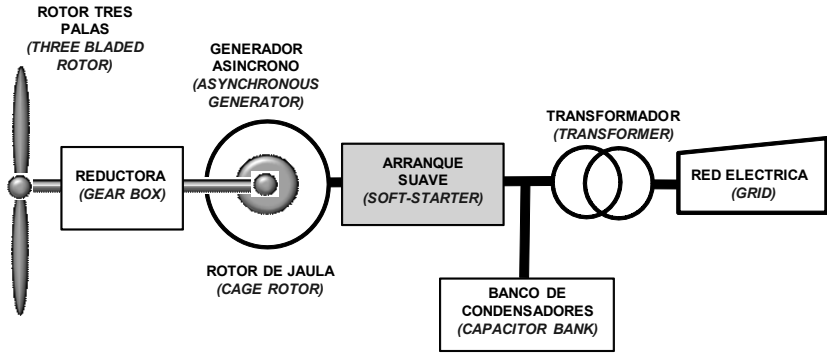 ROTOR TRES
PALAS
(THREE BLADED
ROTOR)
GENERADOR
ASINCRONO
(ASYNCHRONOUS
GENERATOR)
REDUCTORA
(GEAR BOX)
ROTOR DE JAULA
(CAGE ROTOR)
ARRANQUE
SUAVE
(SOFT-STARTER)
TRANSFORMADOR
(TRANSFORMER)
RED ELECTRICA
(GRID)
BANCO DE
CONDENSADORES
(CAPACITOR BANK)